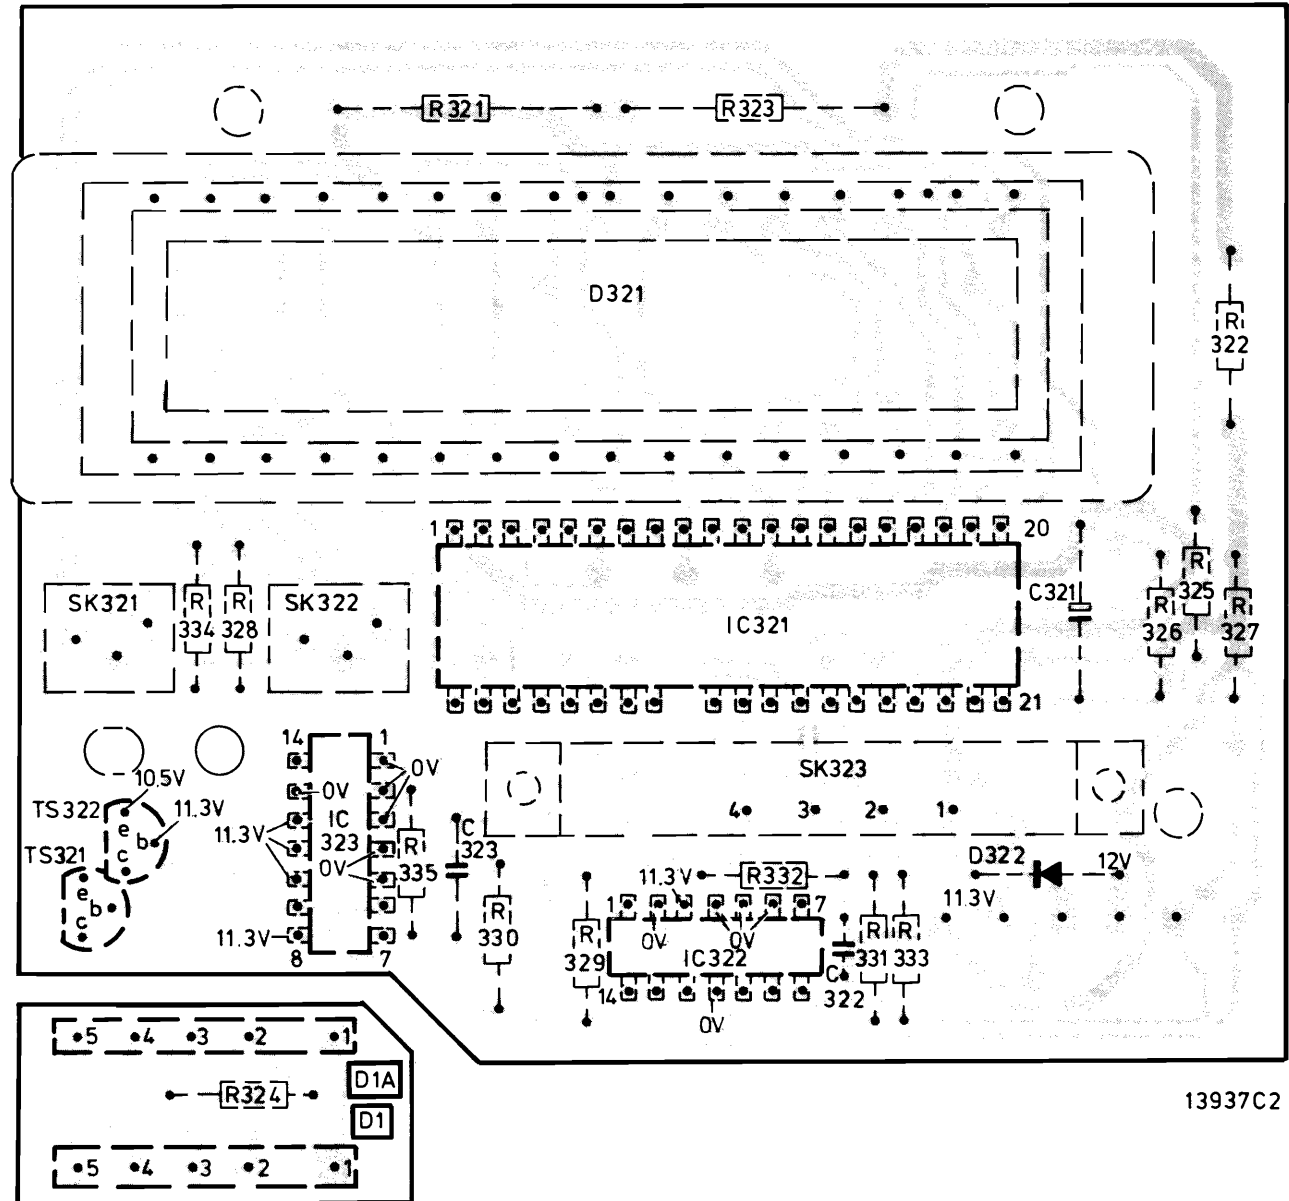 R321
R323
D321
R
322
1
20
SK321
R
334
R
328
SK322
IC321
C321
R
326
R
325
R
327
21
14
1
0V
0V
10.5V
TS322
11.3V
e
b
c
11.3V
IC
323
0V
R
335
C
323
TS321
e
b
c
11.3V
8
7
SK323
4
3
2
1
D322
12V
11.3V
R332
11.3V
1
7
R
330
R
329
0V
0V
IC322
R
331
R
333
14
C
322
0V
5 4 3 2 1
D1A
R324
D1
5 4 3 2 1
13937C2